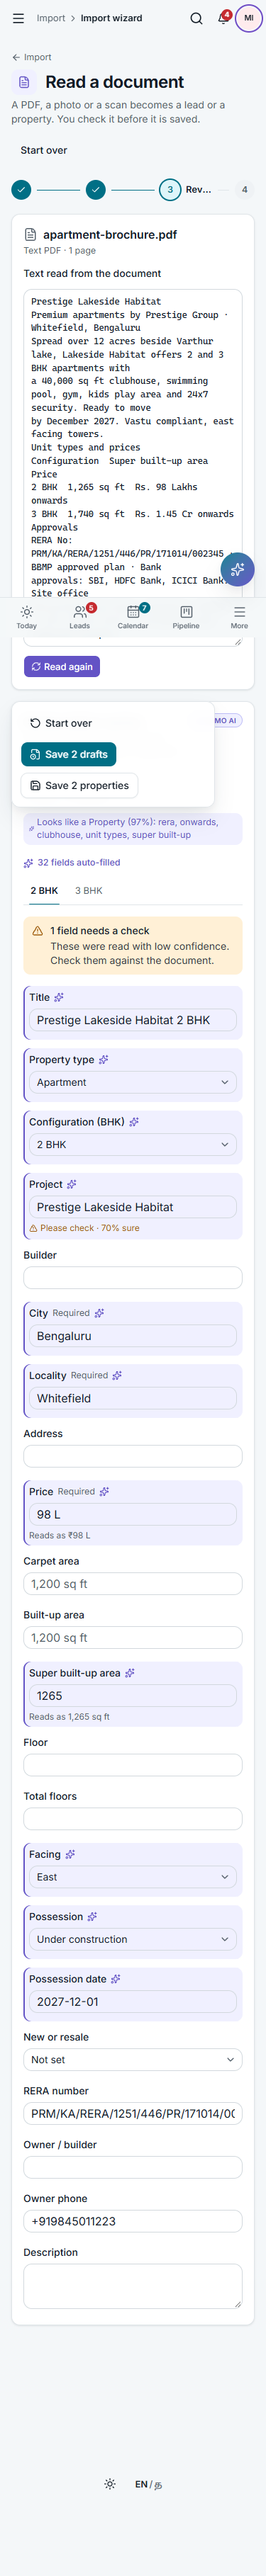 Import > Import wizard
4
MI
← Import
Read a document
A PDF, a photo or a scan becomes a lead or a
property. You check it before it is saved.
Start over
3
Rev...
4
apartment-brochure.pdf
Text PDF · 1 page
Text read from the document
Prestige Lakeside Habitat
Premium apartments by Prestige Group ·
Whitefield, Bengaluru
Spread over 12 acres beside Varthur
lake, Lakeside Habitat offers 2 and 3
BHK apartments with
a 40,000 sq ft clubhouse, swimming
pool, gym, kids play area and 24x7
security. Ready to move
by December 2027. Vastu compliant, east
facing towers.
Unit types and prices
Configuration  Super built-up area
Price
2 BHK  1,265 sq ft  Rs. 98 Lakhs
onwards
3 BHK  1,740 sq ft  Rs. 1.45 Cr onwards
Approvals
RERA No:
PRM/KA/RERA/1251/446/PR/171014/002345 ·
BBMP approved plan · Bank
approvals: SBI, HDFC Bank, ICICI Bank
Site office
5
7
Today
Leads
Calendar
Pipeline
More
Read again
Start over
AI
Save 2 drafts
Save 2 properties
Looks like a Property (97%): rera, onwards,
clubhouse, unit types, super built-up
32 fields auto-filled
2 BHK
3 BHK
1 field needs a check
These were read with low confidence.
Check them against the document.
Title
Prestige Lakeside Habitat 2 BHK
Property type
Apartment
Configuration (BHK)
2 BHK
Project
Prestige Lakeside Habitat
Please check · 70% sure
Builder
City Required
Bengaluru
Locality Required
Whitefield
Address
Price Required
98 L
Reads as ₹98 L
Carpet area
1,200 sq ft
Built-up area
1,200 sq ft
Super built-up area
1265
Reads as 1,265 sq ft
Floor
Total floors
Facing
East
Possession
Under construction
Possession date
2027-12-01
New or resale
Not set
RERA number
PRM/KA/RERA/1251/446/PR/171014/00
Owner / builder
Owner phone
+919845011223
Description
EN / த